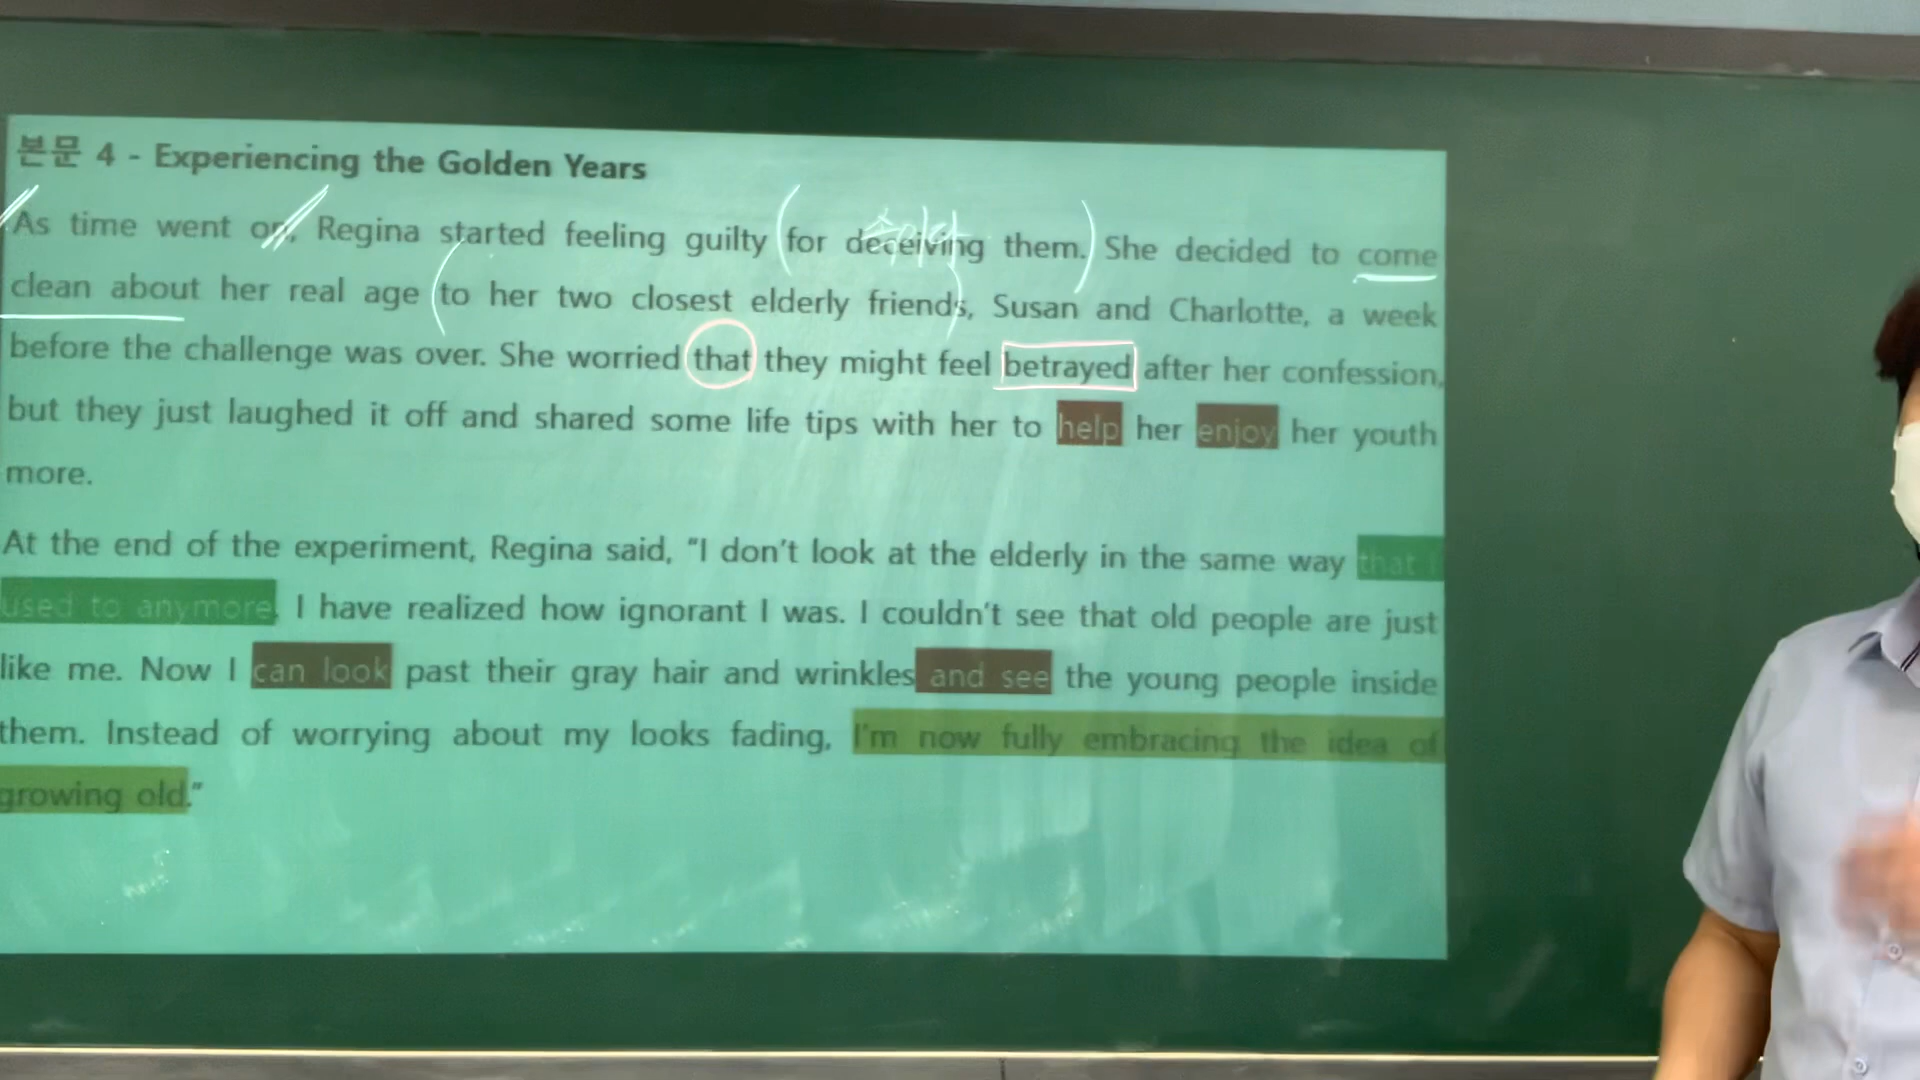 본문 4 - Experiencing the Golden Years
As time went on, Regina started feeling guilty for deceiving them. She decided to come
clean about her real age to her two closest elderly friends, Susan and Charlotte, a week
before the challenge was over. She worried that they might feel betrayed after her confession,
but they just laughed it off and shared some life tips with her to help her enjoy her youth
more.
At the end of the experiment, Regina said, “I don’t look at the elderly in the same way that I
used to anymore. I have realized how ignorant I was. I couldn’t see that old people are just
like me. Now I can look past their gray hair and wrinkles and see the young people inside
them. Instead of worrying about my looks fading, I’m now fully embracing the idea of
growing old.”